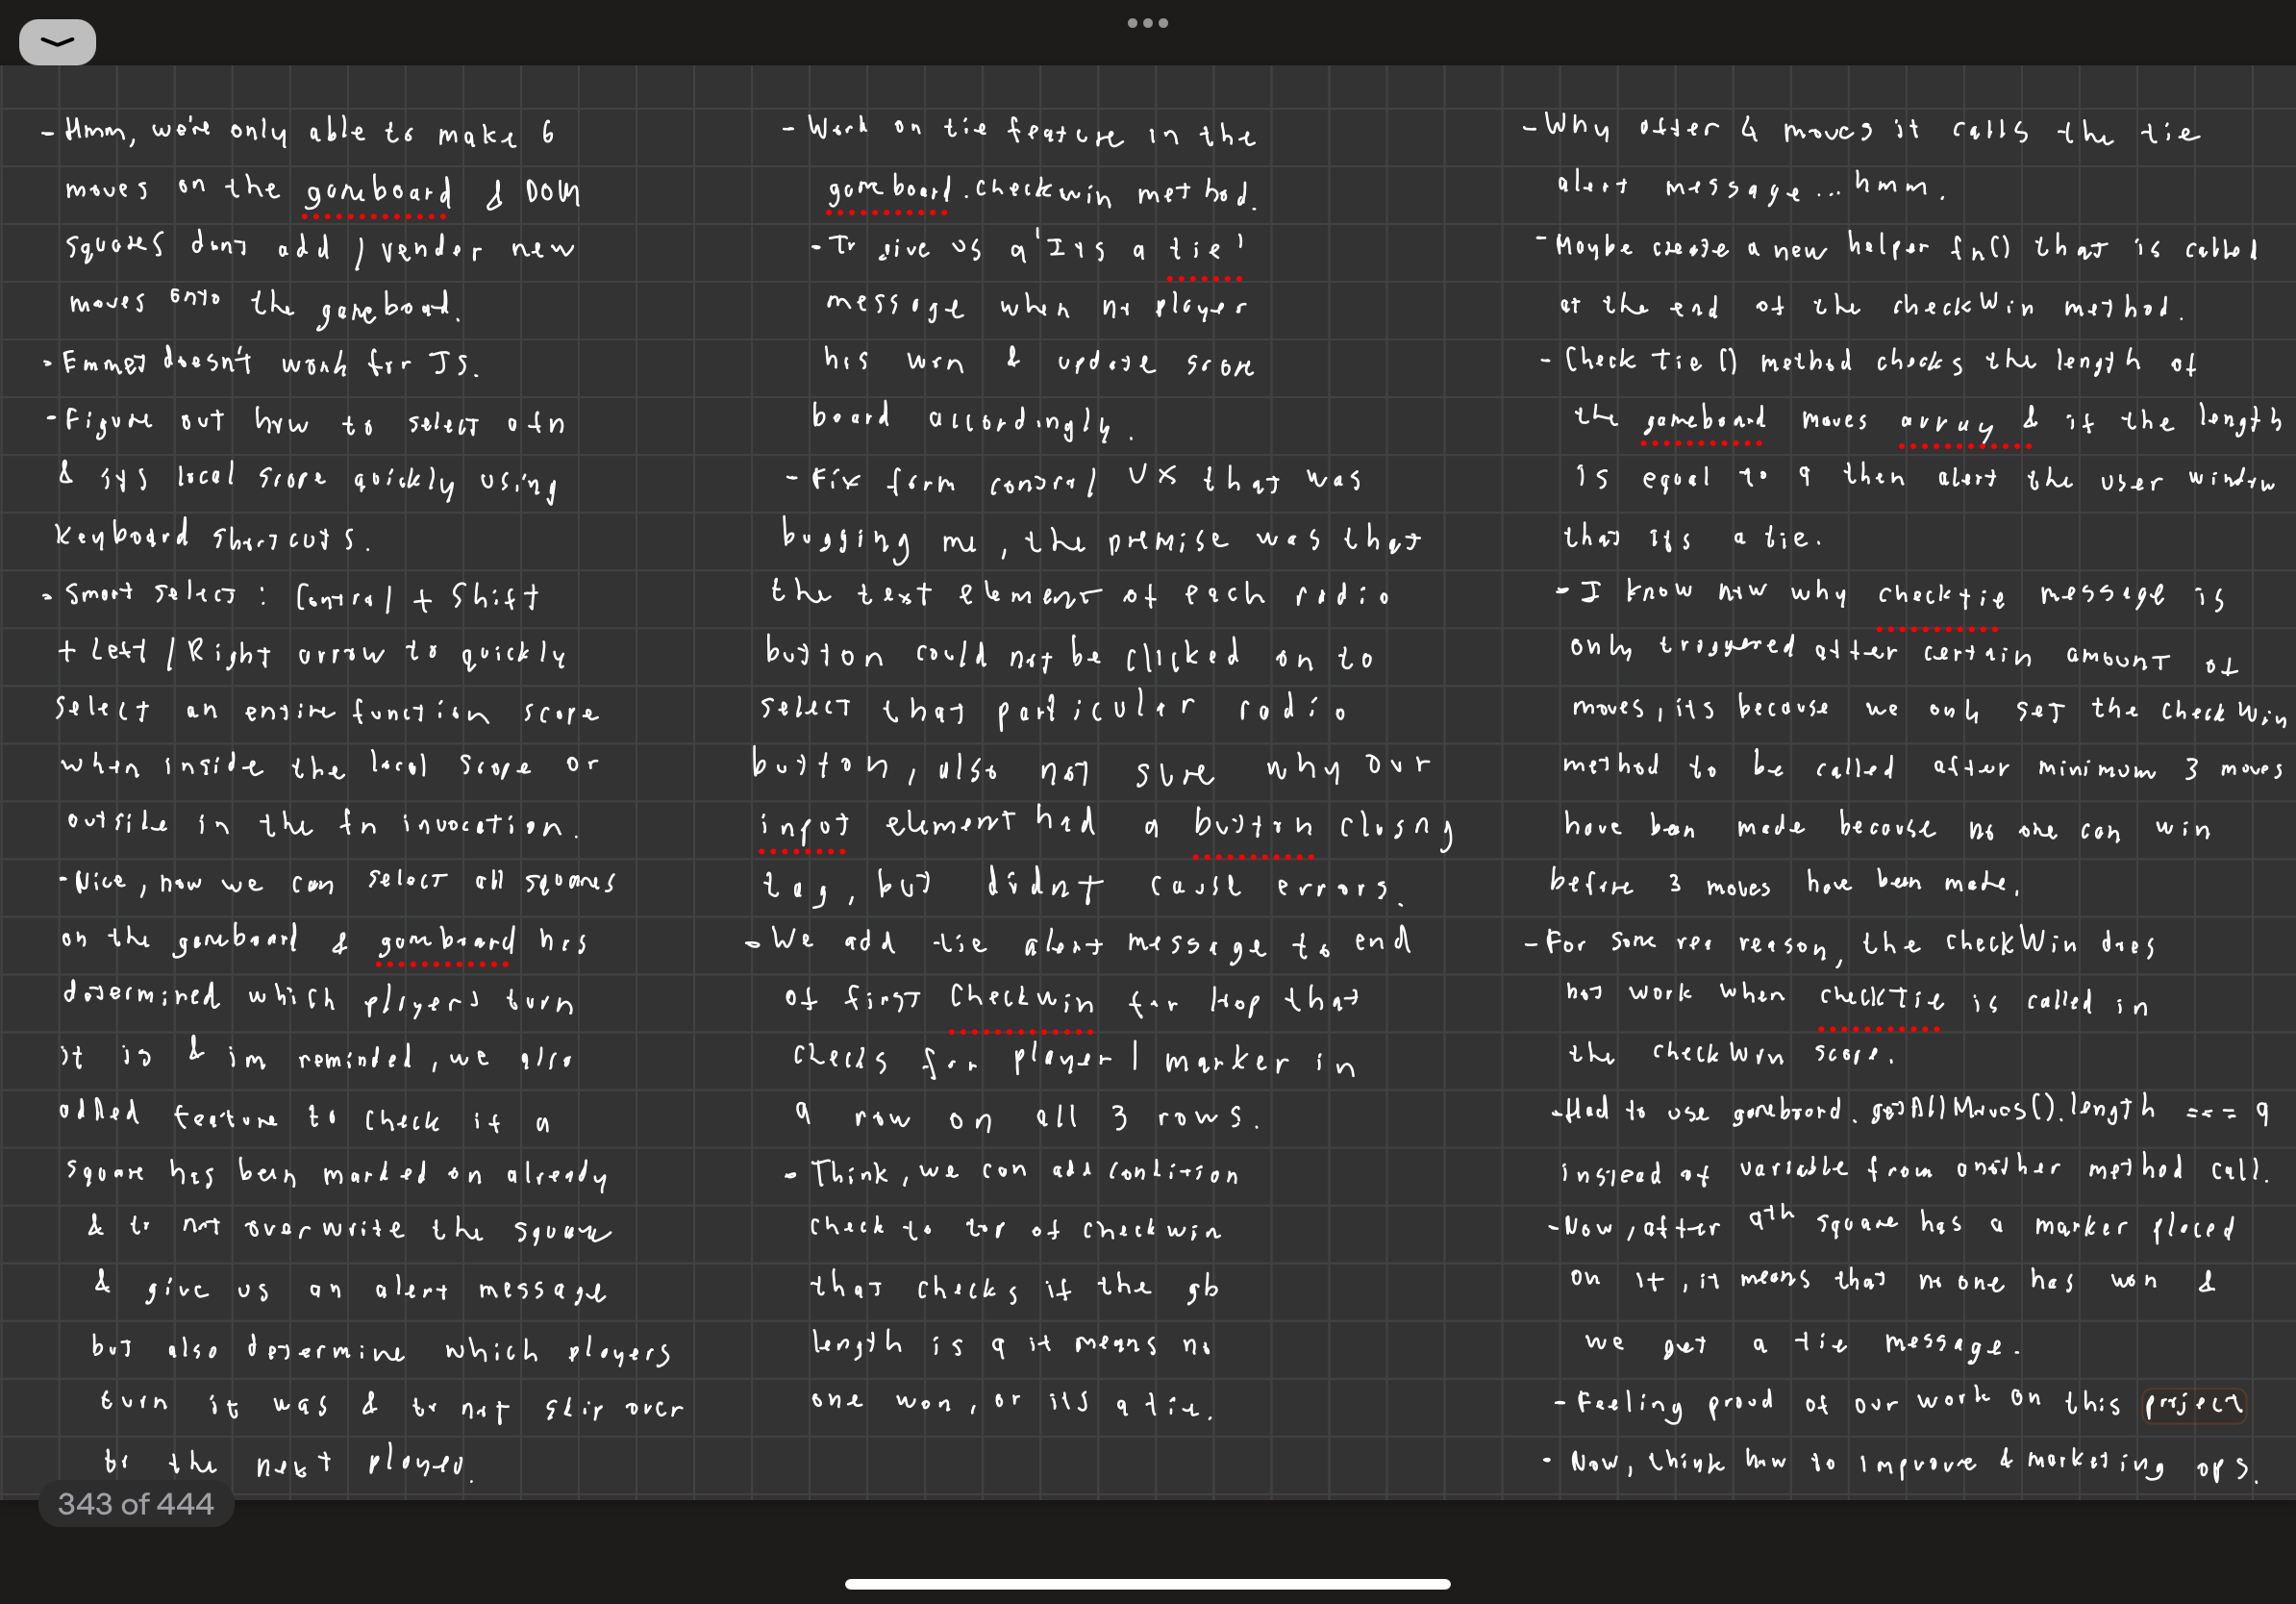 - Hmm, we're only able to make 6
moves on the gameboard & DOM
squares dont add / render new
moves onto the gameboard.
- Emmet doesn't work for JS.
- Figure out how to select a fn
& its local scope quickly using
keyboard shortcuts.
- Smart select: Control + Shift
+ Left / Right arrow to quickly
select an entire function scope
when inside the local scope or
outside in the fn invocation.
- Nice, now we can select all squares
on the gameboard & gameboard has
determined which players turn
it is & im reminded, we also
added feature to check if a
square has been marked on already
& to not overwrite the square
& give us an alert message
but also determine which players
turn it was & to not skip over
to the next player.
- Work on tie feature in the
gameboard.checkwin method.
- To give us a 'Its a tie'
message when no player
has won & update score
board accordingly.
- Fix form control UX that was
bugging me, the premise was that
the text element of each radio
button could not be clicked on to
select that particular radio
button, also not sure why our
input element had a button closng
tag, but didnt cause errors.
- We add tie alert message to end
of first checkwin for loop that
checks for player 1 marker in
a row on all 3 rows.
- Think, we can add condition
check to top of checkwin
that checks if the gb
length is 9 it means no
one won, or its a tie.
- Why after 4 moves it calls the tie
alert message... hmm.
- Maybe create a new helper fn() that is called
at the end of the checkWin method.
- Check Tie () method checks the length of
the gameboard moves array & if the length
is equal to 9 then alert the user window
that its a tie.
- I know now why checktie message is
only triggered after certain amount of
moves, its because we only set the checkWin
method to be called after minimum 3 moves
have been made because no one can win
before 3 moves have been made.
- For some rea reason, the checkWin does
not work when checkTie is called in
the checkWin scope.
- Had to use gameboard.getAllMoves().length === 9
instead of variable from another method call.
- Now, after 9th square has a marker placed
on it, it means that no one has won &
we get a tie message.
- Feeling proud of our work on this project
- Now, think how to improve & marketing ops.
343 of 444